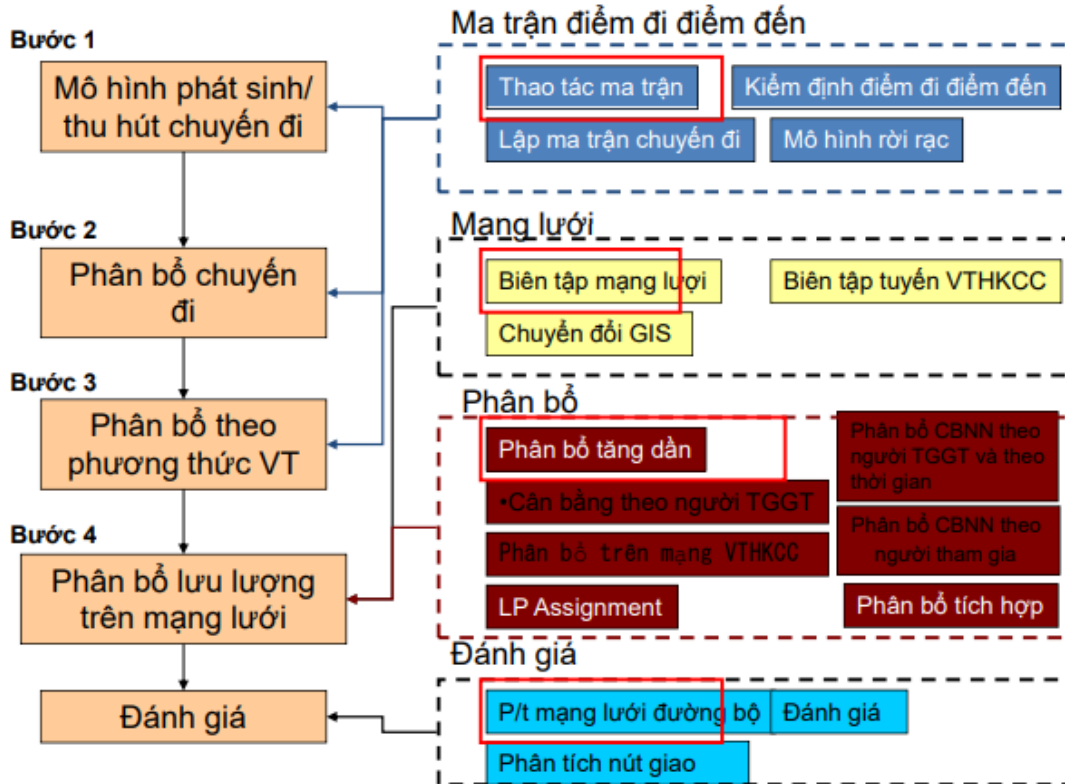 Bước 1
Mô hình phát sinh/
thu hút chuyến đi
Bước 2
Phân bổ chuyến
đi
Bước 3
Phân bổ theo
phương thức VT
Bước 4
Phân bổ lưu lượng
trên mạng lưới
Đánh giá
Ma trận điểm đi điểm đến
Thao tác ma trận
Kiểm định điểm đi điểm đến
Lập ma trận chuyến đi
Mô hình rời rạc
Mạng lưới
Biên tập mạng lượi
Biên tập tuyến VTHKCC
Chuyển đổi GIS
Phân bổ
Phân bổ tăng dần
Phân bổ CBNN theo
người TGGT và theo
thời gian
•Cân bằng theo người TGGT
Phân bổ trên mạng VTHKCC
Phân bổ CBNN theo
người tham gia
LP Assignment
Phân bổ tích hợp
Đánh giá
P/t mạng lưới đường bộ
Đánh giá
Phân tích nút giao